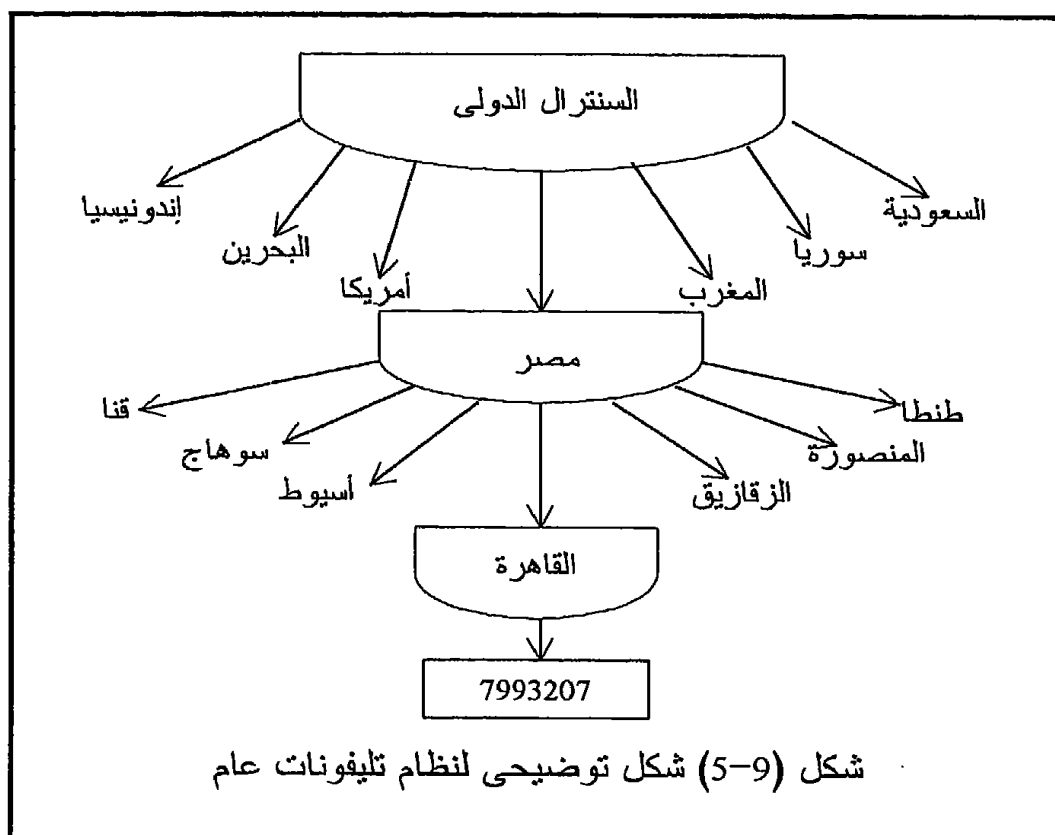 السنترال الدولى
السعودية
إندونيسيا
سوريا
البحرين
المغرب
أمريكا
مصر
طنطا
قنا
المنصورة
سوهاج
الزقازيق
أسيوط
القاهرة
7993207
شكل (9-5) شكل توضيحى لنظام تليفونات عام